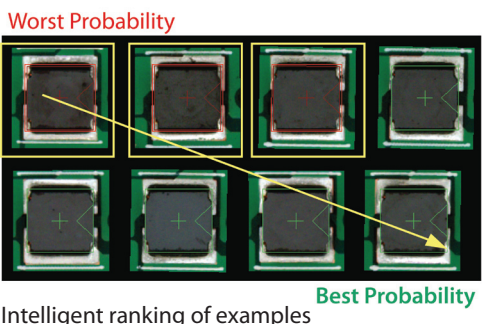 Worst Probability
Best Probability
Intelligent ranking of examples